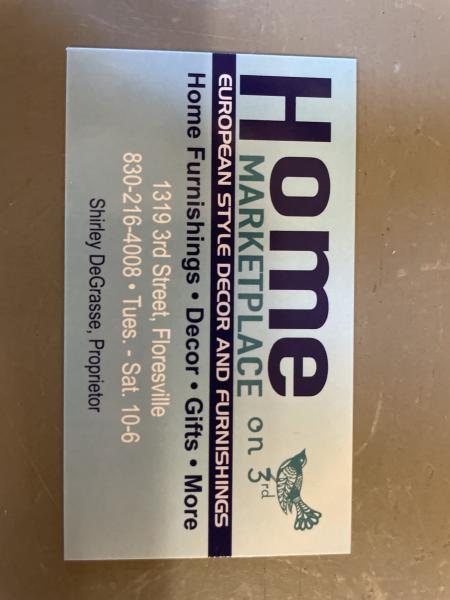 Home
MARKETPLACE on 3rd
EUROPEAN STYLE DECOR AND FURNISHINGS
Home Furnishings • Decor • Gifts • More
1319 3rd Street, Floresville
830-216-4008 • Tues. - Sat. 10-6
Shirley DeGrasse, Proprietor